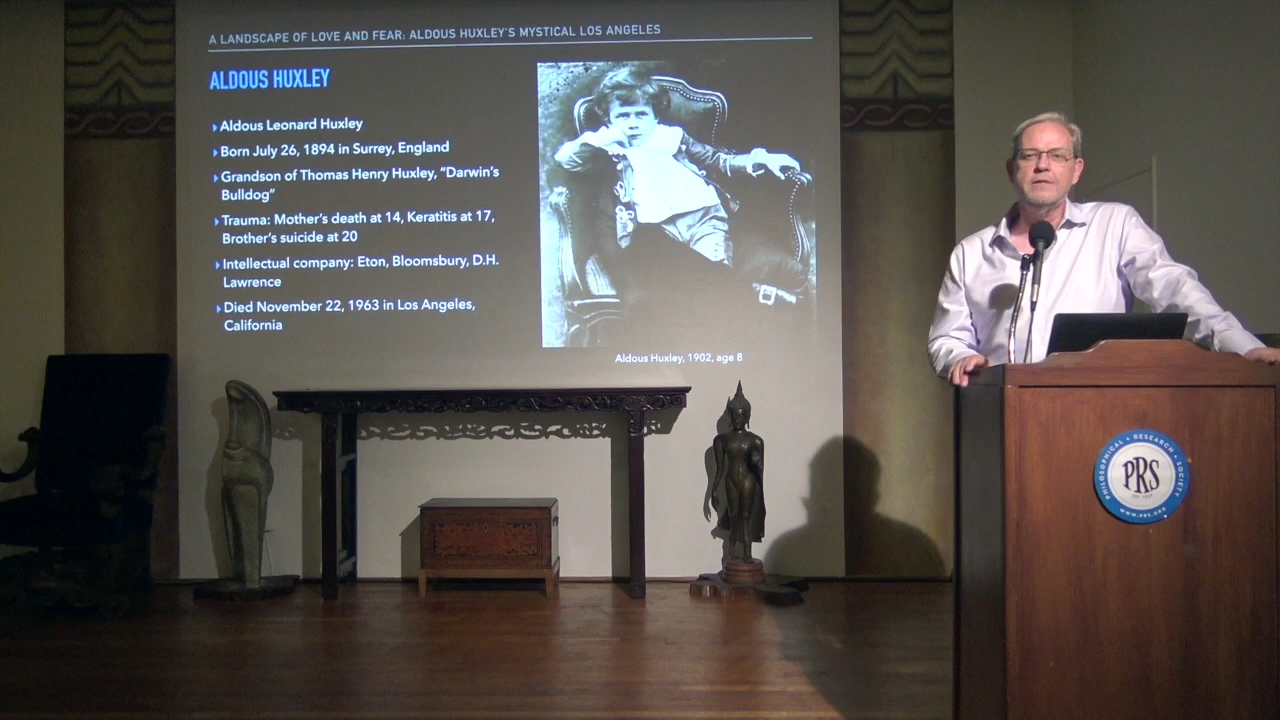 A LANDSCAPE OF LOVE AND FEAR: ALDOUS HUXLEY'S MYSTICAL LOS ANGELES
ALDOUS HUXLEY
Aldous Leonard Huxley
Born July 26, 1894 in Surrey, England
Grandson of Thomas Henry Huxley, "Darwin's
Bulldog"
Trauma: Mother's death at 14, Keratitis at 17,
Brother's suicide at 20
Intellectual company: Eton, Bloomsbury, D.H.
Lawrence
Died November 22, 1963 in Los Angeles,
California
Aldous Huxley, 1902, age 8
PHILOSOPHICAL • RESEARCH • SOCIETY
PRS
WWW.PRS.ORG